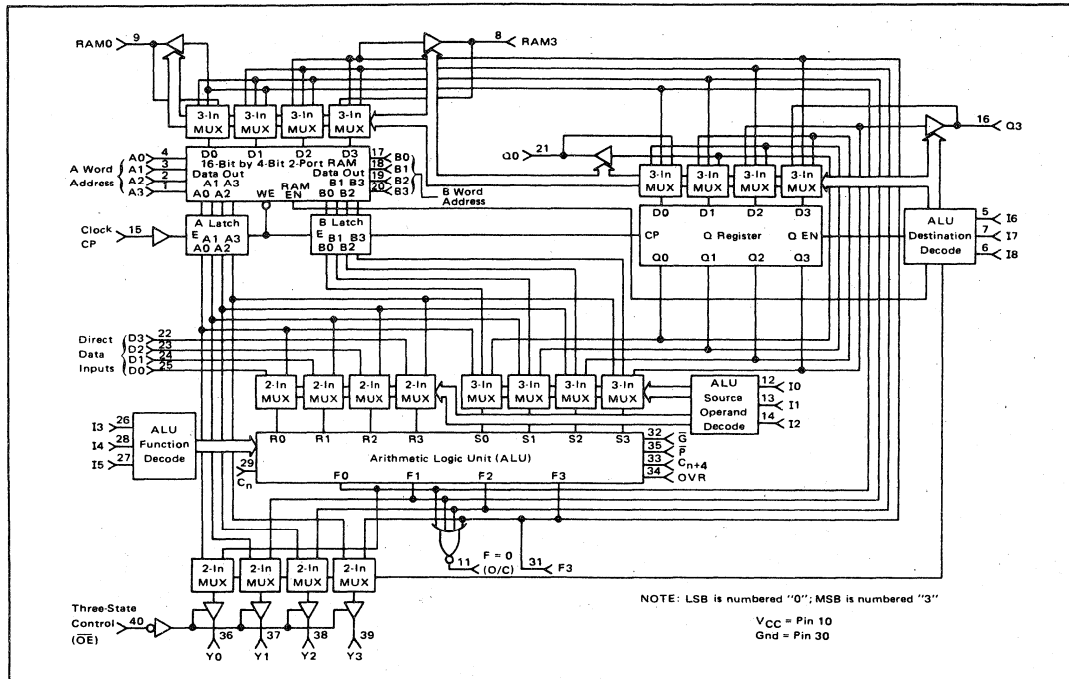 RAM0 9 8 RAM3
3-In MUX 3-In MUX 3-In MUX 3-In MUX
16 Q3
Q0 21
3-In MUX 3-In MUX 3-In MUX 3-In MUX
D0 D1 D2 D3
16-Bit by 4-Bit 2-Port RAM
Data Out Data Out
A1 A3 RAM B1 B3
A0 A2 WE EN B0 B2
A Word Address
A0 4
A1 3
A2 2
A3 1
17 B0
18 B1
19 B2
20 B3
B Word Address
D0 D1 D2 D3
CP Q Register Q EN
Q0 Q1 Q2 Q3
ALU Destination Decode
5 I6
7 I7
6 I8
Clock CP 15
A Latch
E A1 A3
A0 A2
B Latch
E B1 B3
B0 B2
Direct Data Inputs
D3 22
D2 23
D1 24
D0 25
2-In MUX 2-In MUX 2-In MUX 2-In MUX
3-In MUX 3-In MUX 3-In MUX 3-In MUX
ALU Source Operand Decode
12 I0
13 I1
14 I2
I3 26
I4 28
I5 27
ALU Function Decode
R0 R1 R2 R3 S0 S1 S2 S3
Arithmetic Logic Unit (ALU)
F0 F1 F2 F3
29
Cn
32 G̅
35 P̅
33 Cn+4
34 OVR
11 F = 0 (O/C)
31 F3
2-In MUX 2-In MUX 2-In MUX 2-In MUX
Three-State Control (O̅E̅) 40
36 37 38 39
Y0 Y1 Y2 Y3
NOTE: LSB is numbered "0"; MSB is numbered "3"
VCC = Pin 10
Gnd = Pin 30